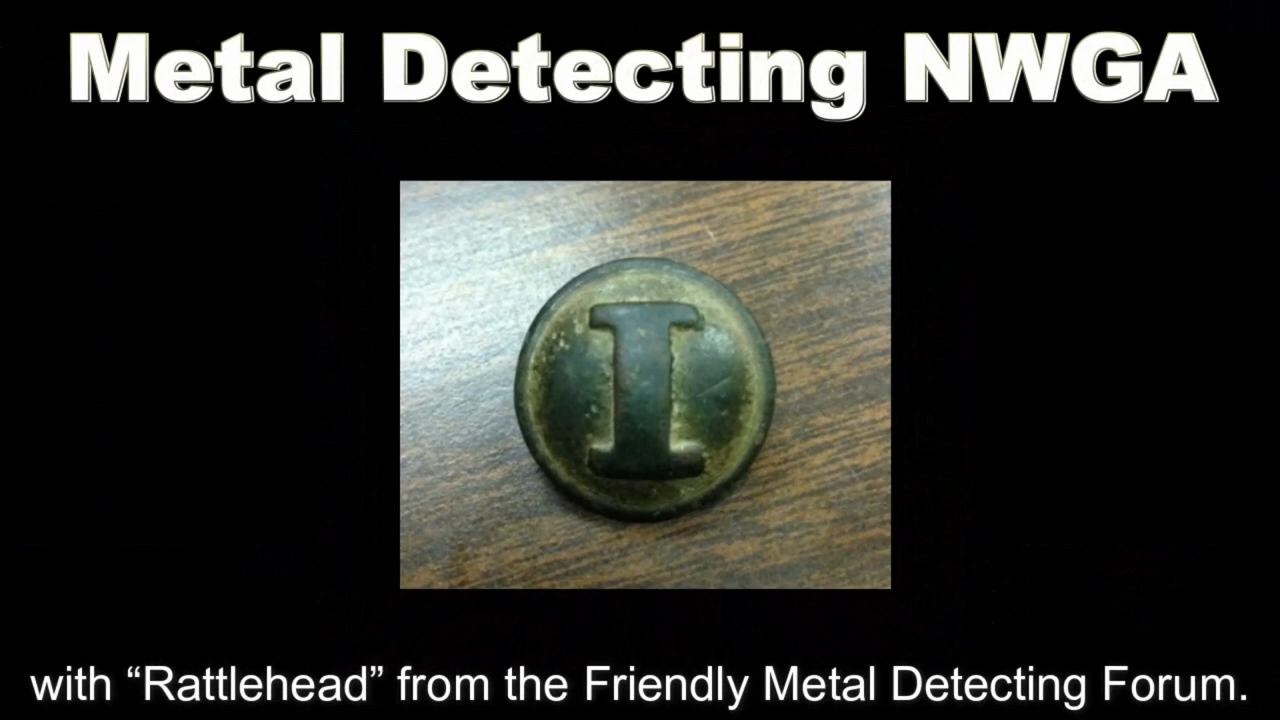 Metal Detecting NWGA
I
with “Rattlehead” from the Friendly Metal Detecting Forum.